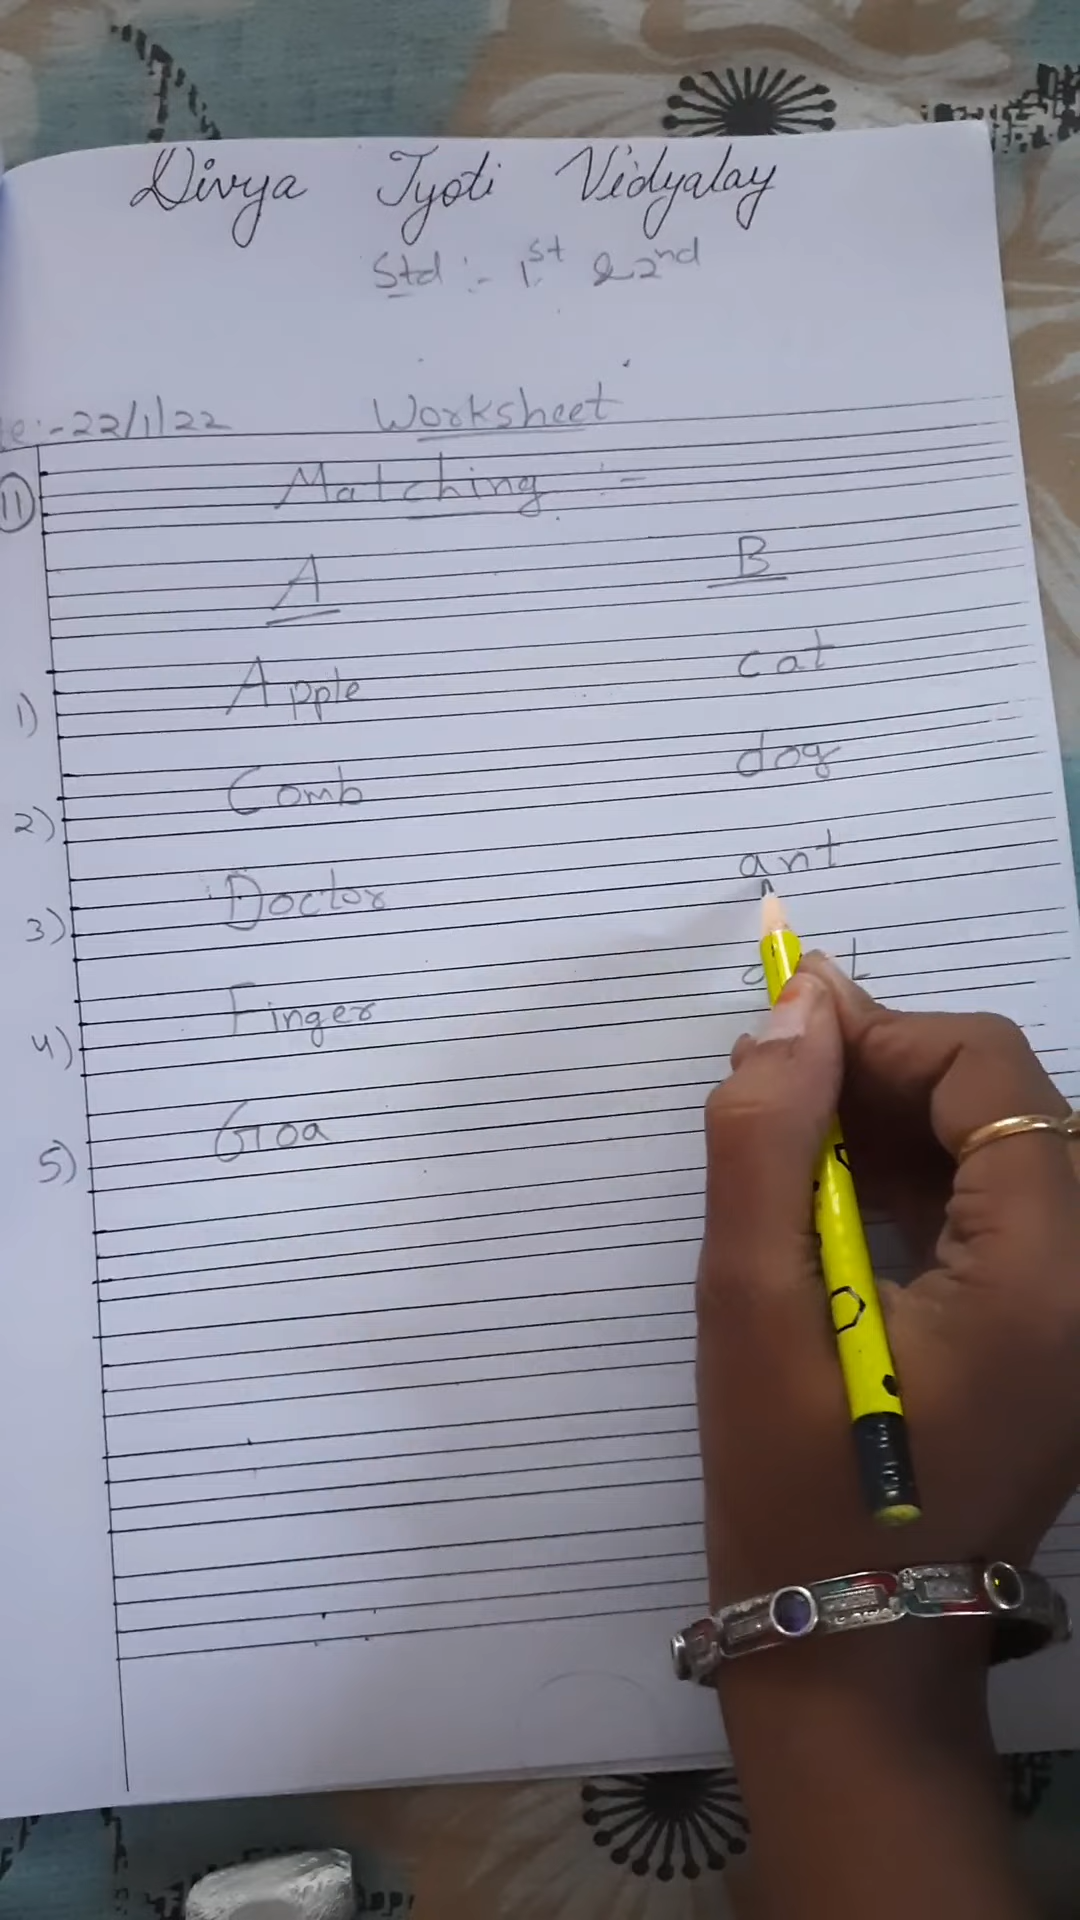 Divya Jyoti Vidyalay
Std :- 1st & 2nd
e:-22/1/22 Worksheet
11 Matching :-
A B
1) Apple cat
2) Comb dog
3) Doctor ant
4) Finger
5) Goa